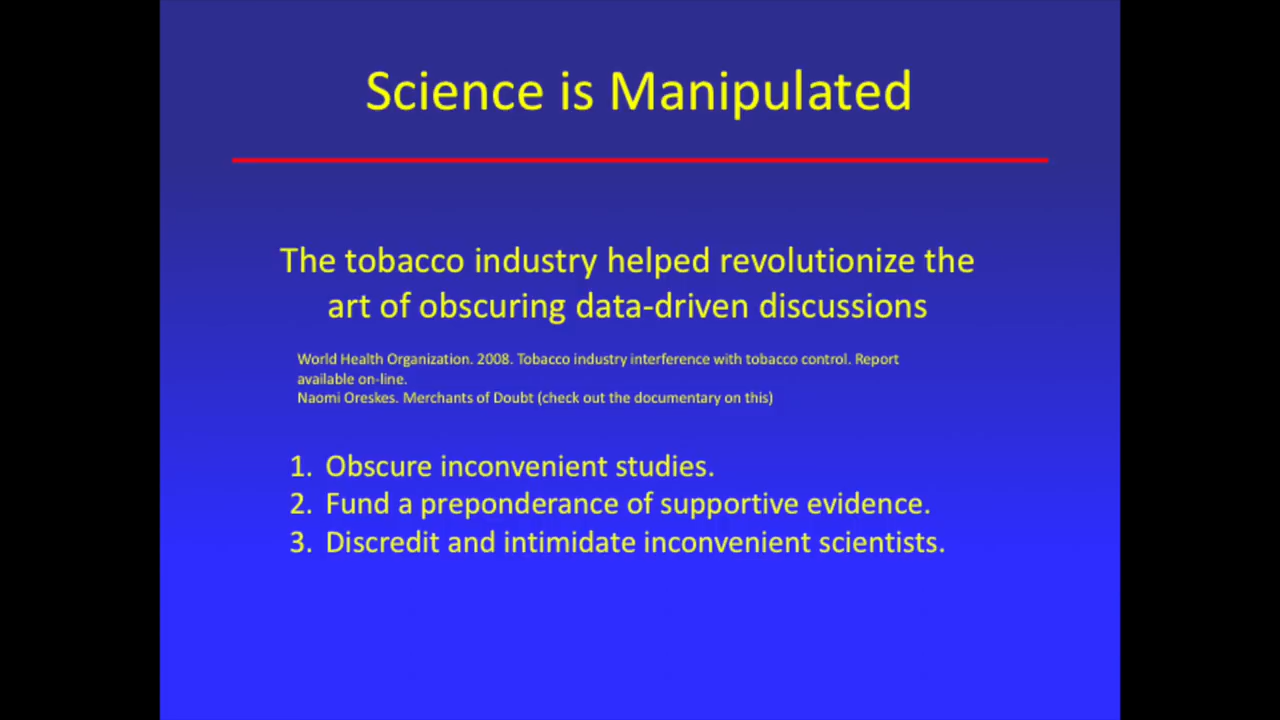 Science is Manipulated
The tobacco industry helped revolutionize the
art of obscuring data-driven discussions
World Health Organization. 2008. Tobacco industry interference with tobacco control. Report
available on-line.
Naomi Oreskes. Merchants of Doubt (check out the documentary on this)
1. Obscure inconvenient studies.
2. Fund a preponderance of supportive evidence.
3. Discredit and intimidate inconvenient scientists.